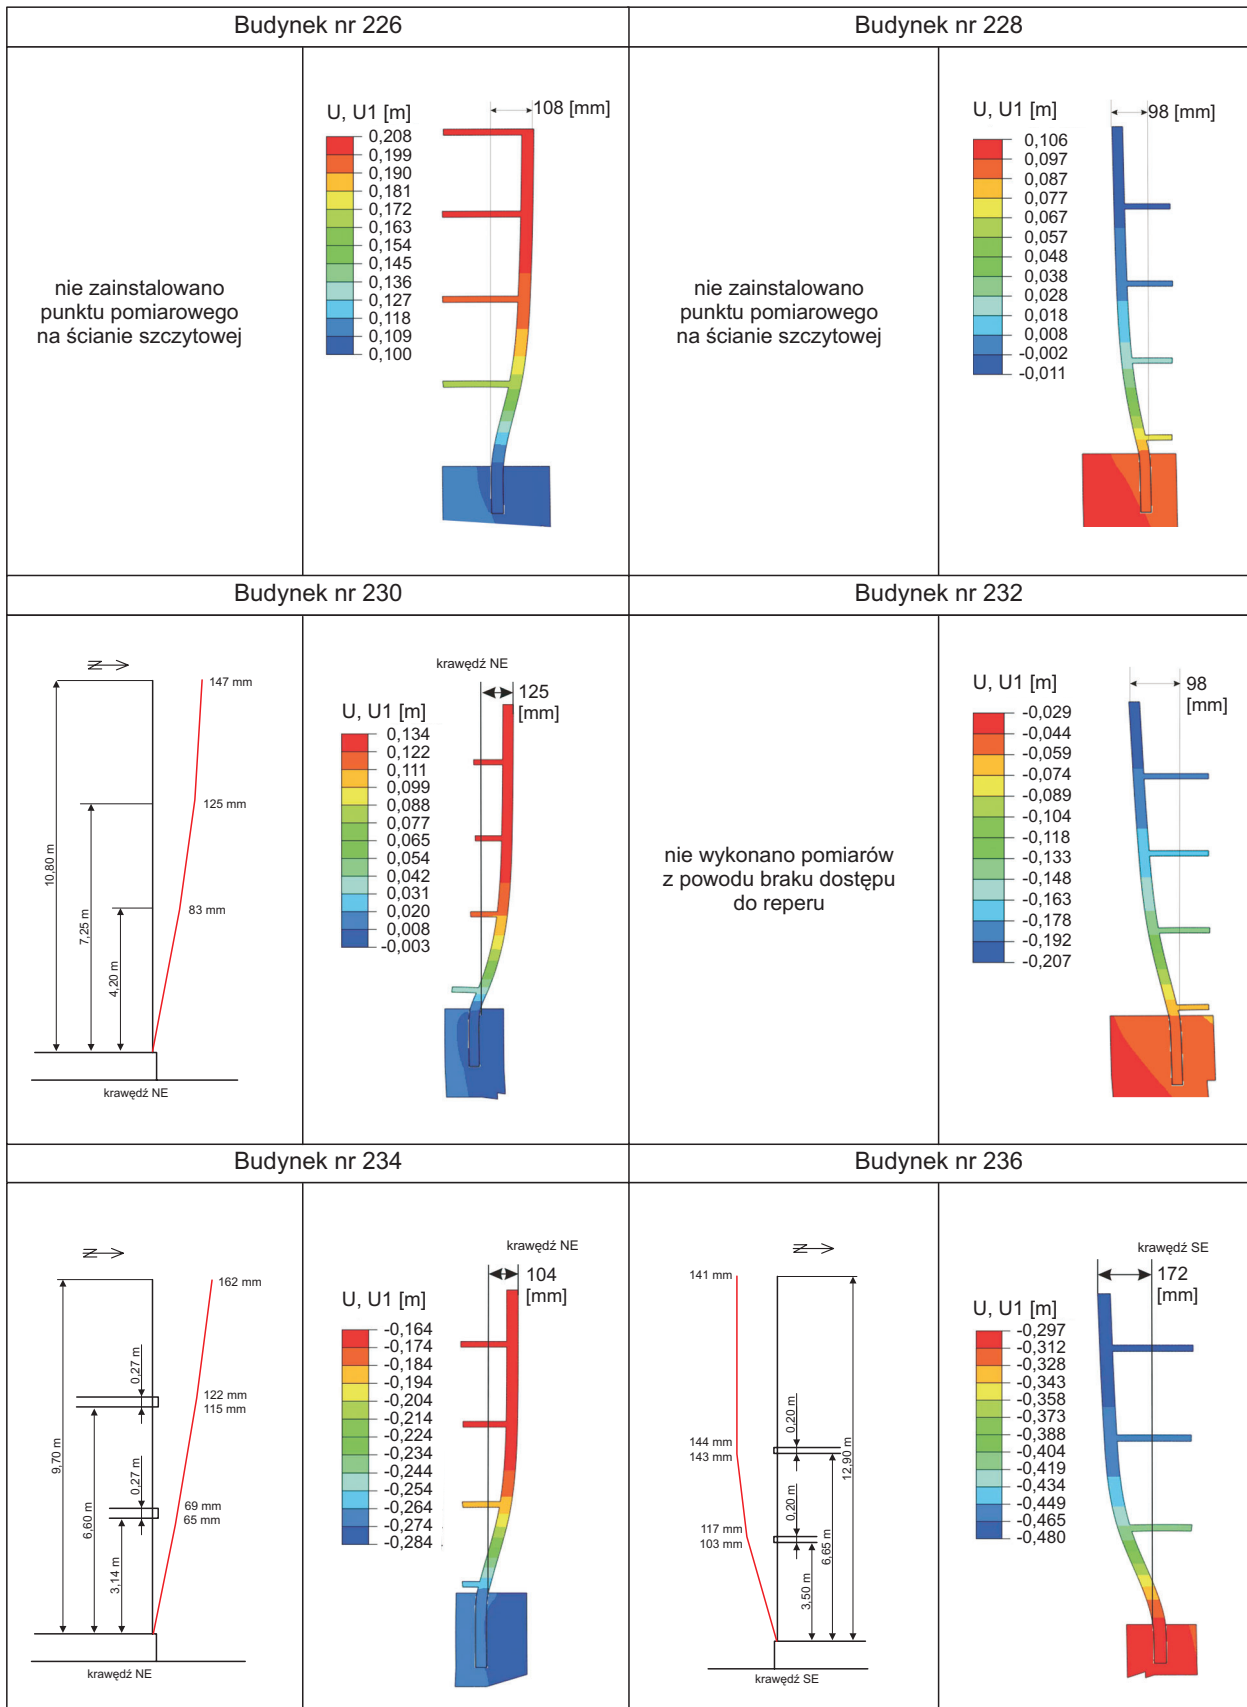 Budynek nr 226
Budynek nr 228
nie zainstalowano
punktu pomiarowego
na ścianie szczytowej
U, U1 [m]
108 [mm]
0,208
0,199
0,190
0,181
0,172
0,163
0,154
0,145
0,136
0,127
0,118
0,109
0,100
nie zainstalowano
punktu pomiarowego
na ścianie szczytowej
U, U1 [m]
98 [mm]
0,106
0,097
0,087
0,077
0,067
0,057
0,048
0,038
0,028
0,018
0,008
-0,002
-0,011
Budynek nr 230
Budynek nr 232
N
147 mm
125 mm
83 mm
10,80 m
7,25 m
4,20 m
krawędź NE
krawędź NE
125
[mm]
U, U1 [m]
0,134
0,122
0,111
0,099
0,088
0,077
0,065
0,054
0,042
0,031
0,020
0,008
-0,003
nie wykonano pomiarów
z powodu braku dostępu
do reperu
U, U1 [m]
98
[mm]
-0,029
-0,044
-0,059
-0,074
-0,089
-0,104
-0,118
-0,133
-0,148
-0,163
-0,178
-0,192
-0,207
Budynek nr 234
Budynek nr 236
N
162 mm
0,27 m
122 mm
115 mm
9,70 m
0,27 m
69 mm
65 mm
6,60 m
3,14 m
krawędź NE
krawędź NE
104
[mm]
U, U1 [m]
-0,164
-0,174
-0,184
-0,194
-0,204
-0,214
-0,224
-0,234
-0,244
-0,254
-0,264
-0,274
-0,284
N
141 mm
0,20 m
144 mm
143 mm
12,90 m
0,20 m
117 mm
103 mm
6,65 m
3,50 m
krawędź SE
krawędź SE
172
[mm]
U, U1 [m]
-0,297
-0,312
-0,328
-0,343
-0,358
-0,373
-0,388
-0,404
-0,419
-0,434
-0,449
-0,465
-0,480